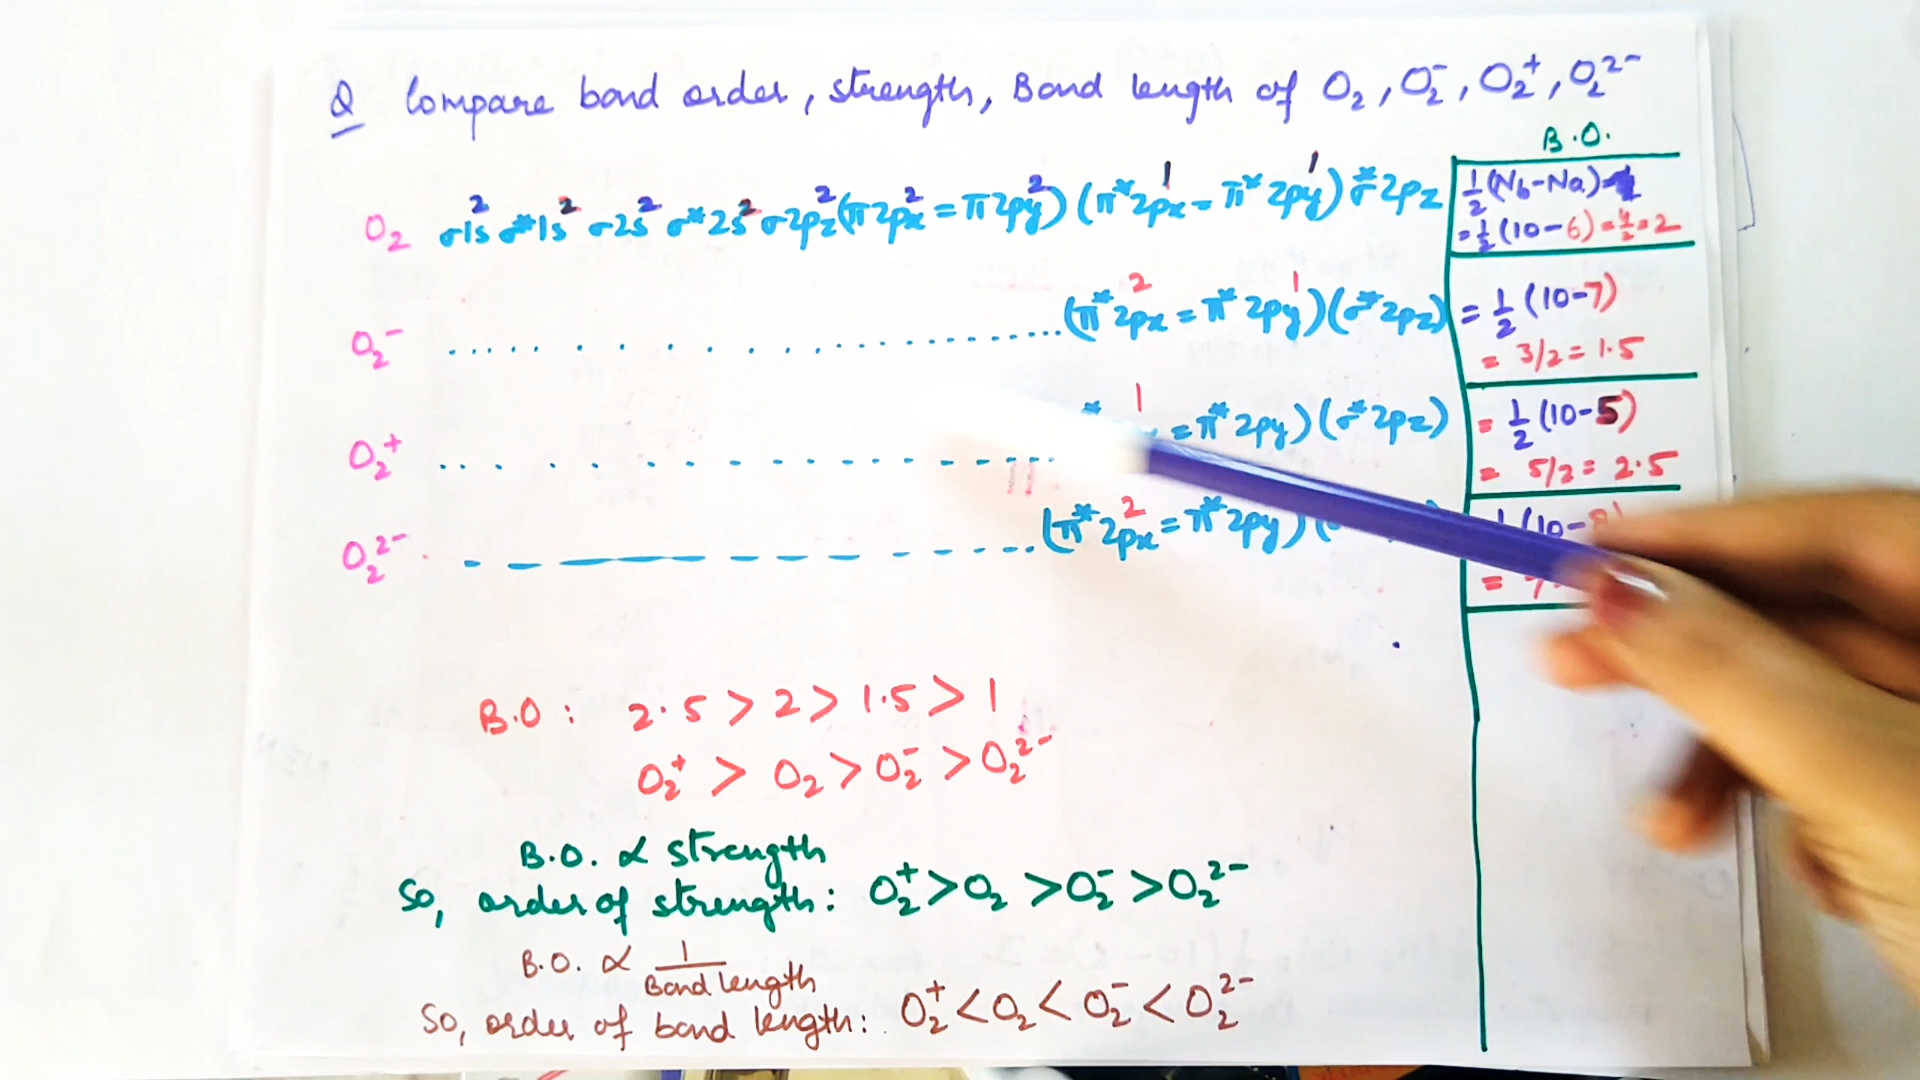 Q Compare bond order, strength, Bond length of O₂, O₂⁻, O₂⁺, O₂²⁻
B.O.
O₂ σ1s² σ*1s² σ2s² σ*2s² σ2pz² (π2px² = π2py²) (π*2px¹ = π*2py¹) σ*2pz
½(Nb-Na)
= ½(10-6) = 4/2 = 2
O₂⁻ .................... (π*2px² = π*2py¹)(σ*2pz) = ½(10-7)
= 3/2 = 1.5
O₂⁺ .................... * ¹ = π*2py)(σ*2pz) = ½(10-5)
= 5/2 = 2.5
O₂²⁻ - - - - - - - - ..... (π*2px² = π*2py)( (10-8)
=
B.O : 2.5 > 2 > 1.5 > 1
O₂⁺ > O₂ > O₂⁻ > O₂²⁻
B.O. ∝ strength
So, order of strength : O₂⁺ > O₂ > O₂⁻ > O₂²⁻
B.O. ∝ 1/Bond length
So, order of bond length : O₂⁺ < O₂ < O₂⁻ < O₂²⁻